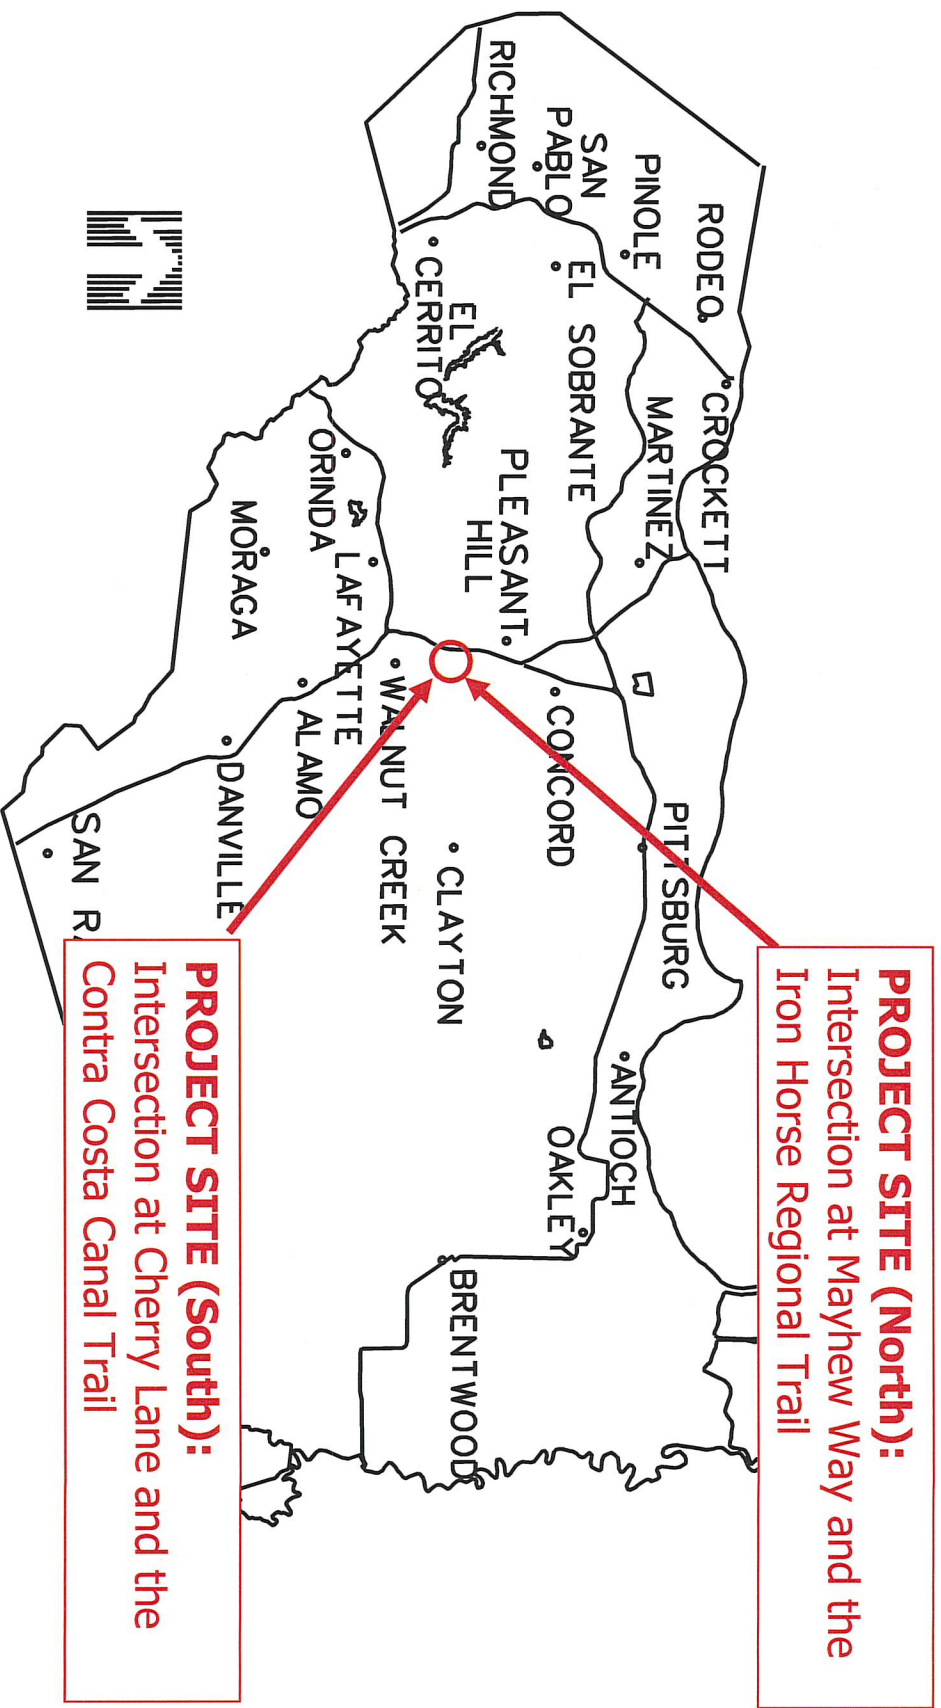 RODEO
CROCKETT
PINOLE
MARTINEZ
SAN
PABLO
EL SOBRANTE
RICHMOND
PLEASANT
HILL
EL
CERRITO
ORINDA
LAFAYETTE
MORAGA
WALNUT CREEK
ALAMO
DANVILLE
SAN R
CONCORD
CLAYTON
PITTSBURG
ANTIOCH
OAKLEY
BRENTWOOD
PROJECT SITE (North):
Intersection at Mayhew Way and the
Iron Horse Regional Trail
PROJECT SITE (South):
Intersection at Cherry Lane and the
Contra Costa Canal Trail